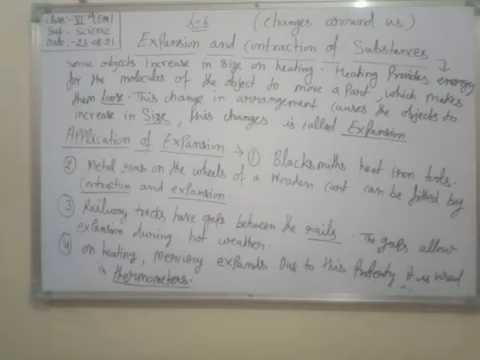 Class - VI (EM)
Sub - Science
Date - 23.09.21
L-6 (changes around us)
Expansion and contraction of Substances →
Some objects increase in size on heating. Heating Provides energy
for the molecules of the object to move a Part, which makes
them loose. This change in arrangement causes the objects to
increase in Size, This changes is called Expansion
Application of Expansion → ① Blacksmiths heat iron tools.
② Metal rims on the wheels of a Wooden cart can be fitted by
contraction and expansion
③ Railway tracks have gaps between the rails. The gaps allow
expansion during hot weather.
④ on heating, Mercury expands Due to this Property it is used
in thermometers.